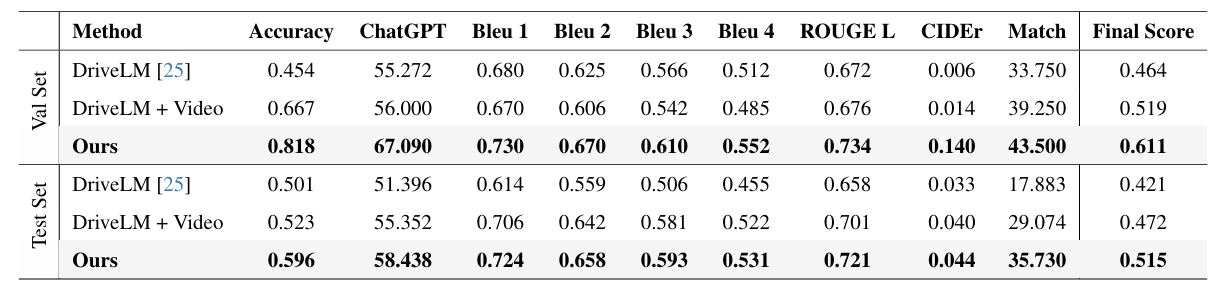 Method Accuracy ChatGPT Bleu 1 Bleu 2 Bleu 3 Bleu 4 ROUGE L CIDEr Match Final Score
Val Set
DriveLM [25] 0.454 55.272 0.680 0.625 0.566 0.512 0.672 0.006 33.750 0.464
DriveLM + Video 0.667 56.000 0.670 0.606 0.542 0.485 0.676 0.014 39.250 0.519
Ours 0.818 67.090 0.730 0.670 0.610 0.552 0.734 0.140 43.500 0.611
Test Set
DriveLM [25] 0.501 51.396 0.614 0.559 0.506 0.455 0.658 0.033 17.883 0.421
DriveLM + Video 0.523 55.352 0.706 0.642 0.581 0.522 0.701 0.040 29.074 0.472
Ours 0.596 58.438 0.724 0.658 0.593 0.531 0.721 0.044 35.730 0.515